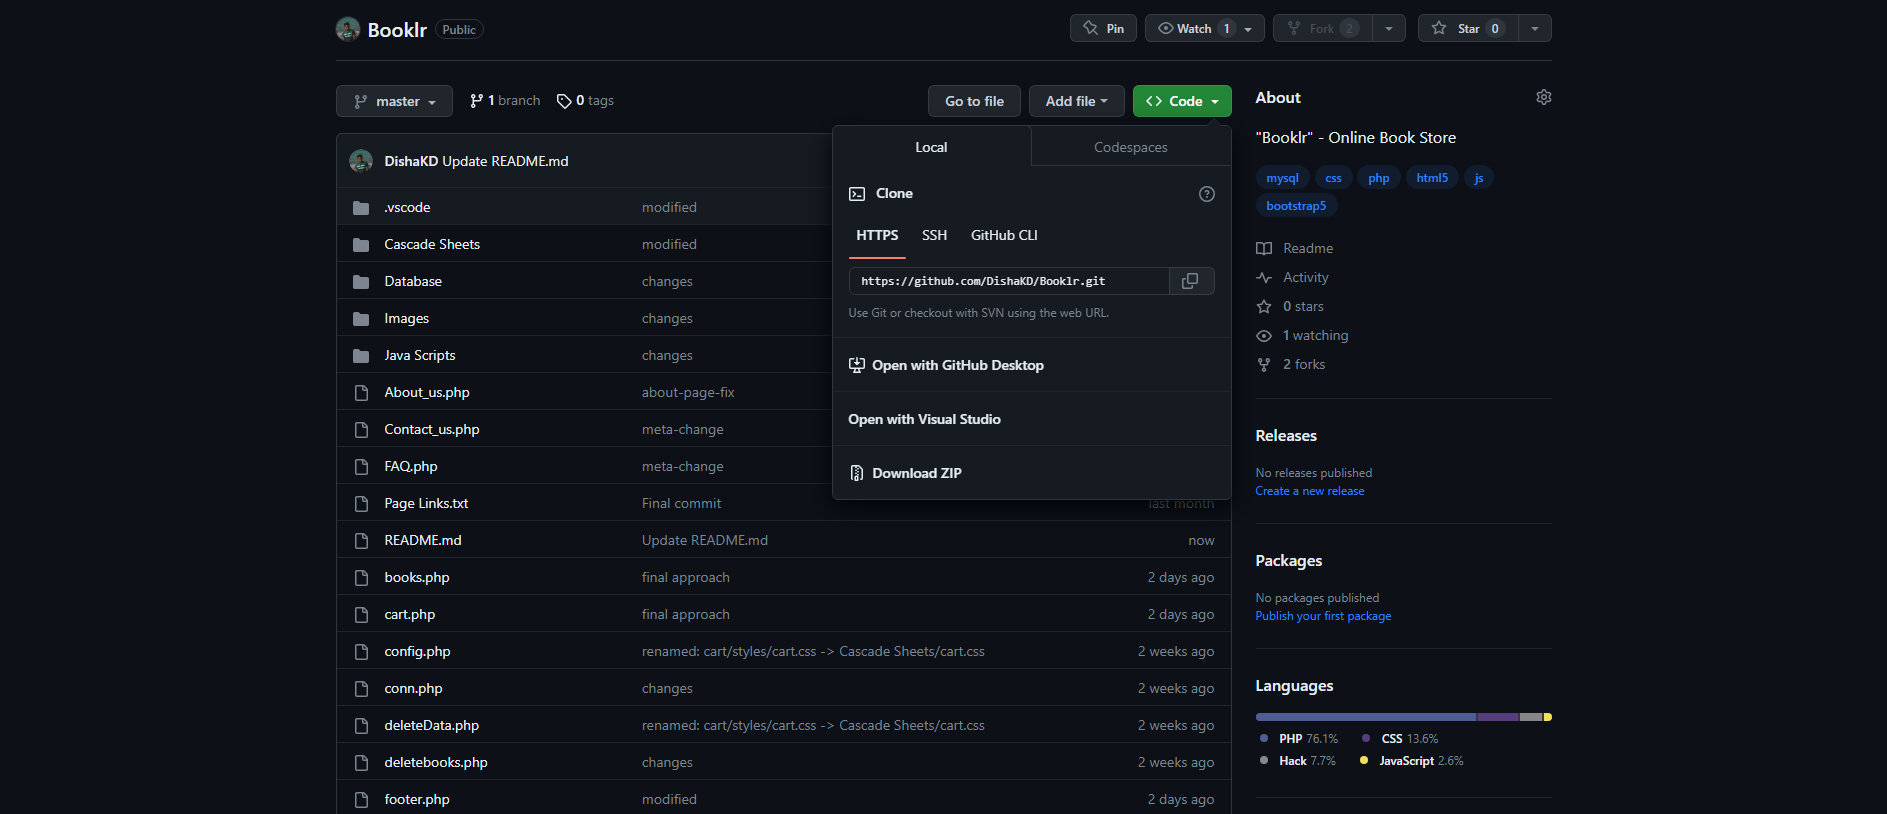 Booklr Public
Pin
Watch 1
Fork 2
Star 0
master
1 branch
0 tags
Go to file
Add file
<> Code
DishaKD Update README.md
.vscode modified
Cascade Sheets modified
Database changes
Images changes
Java Scripts changes
About_us.php about-page-fix
Contact_us.php meta-change
FAQ.php meta-change
Page Links.txt Final commit last month
README.md Update README.md now
books.php final approach 2 days ago
cart.php final approach 2 days ago
config.php renamed: cart/styles/cart.css -> Cascade Sheets/cart.css 2 weeks ago
conn.php changes 2 weeks ago
deleteData.php renamed: cart/styles/cart.css -> Cascade Sheets/cart.css 2 weeks ago
deletebooks.php changes 2 weeks ago
footer.php modified 2 days ago
Local Codespaces
Clone
HTTPS SSH GitHub CLI
https://github.com/DishaKD/Booklr.git
Use Git or checkout with SVN using the web URL.
Open with GitHub Desktop
Open with Visual Studio
Download ZIP
About
"Booklr" - Online Book Store
mysql css php html5 js
bootstrap5
Readme
Activity
0 stars
1 watching
2 forks
Releases
No releases published
Create a new release
Packages
No packages published
Publish your first package
Languages
PHP 76.1% CSS 13.6%
Hack 7.7% JavaScript 2.6%